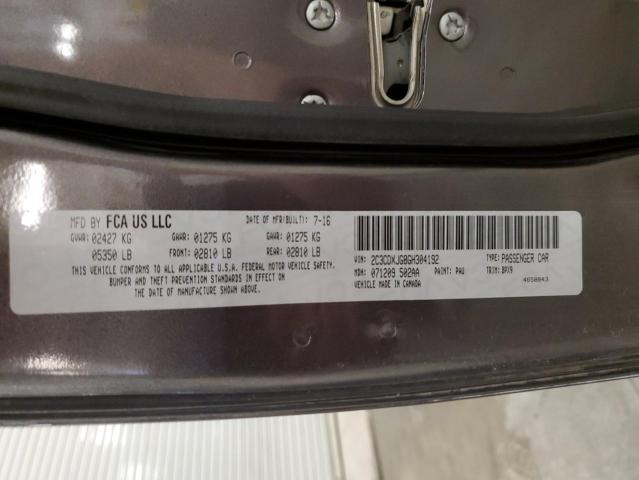 MFD BY FCA US LLC DATE OF MFR(BUILT): 7-16
GVWR: 02427 KG GAWR: 01275 KG GAWR: 01275 KG
05350 LB FRONT: 02810 LB REAR: 02810 LB
THIS VEHICLE CONFORMS TO ALL APPLICABLE U.S.A. FEDERAL MOTOR VEHICLE SAFETY,
BUMPER AND THEFT PREVENTION STANDARDS IN EFFECT ON THE DATE
OF MANUFACTURE SHOWN ABOVE.
VIN: 2C3CDXJG8GH304192 TYPE: PASSENGER CAR
MDH: 071209 502AA PAINT: PAU TRIM: BPX9
VEHICLE MADE IN CANADA 4658843